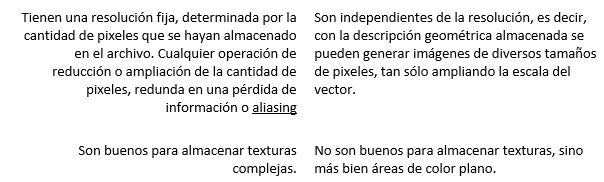 Tienen una resolución fija, determinada por la
cantidad de pixeles que se hayan almacenado
en el archivo. Cualquier operación de
reducción o ampliación de la cantidad de
pixeles, redunda en una pérdida de
información o aliasing
Son independientes de la resolución, es decir,
con la descripción geométrica almacenada se
pueden generar imágenes de diversos tamaños
de pixeles, tan sólo ampliando la escala del
vector.
Son buenos para almacenar texturas
complejas.
No son buenos para almacenar texturas, sino
más bien áreas de color plano.